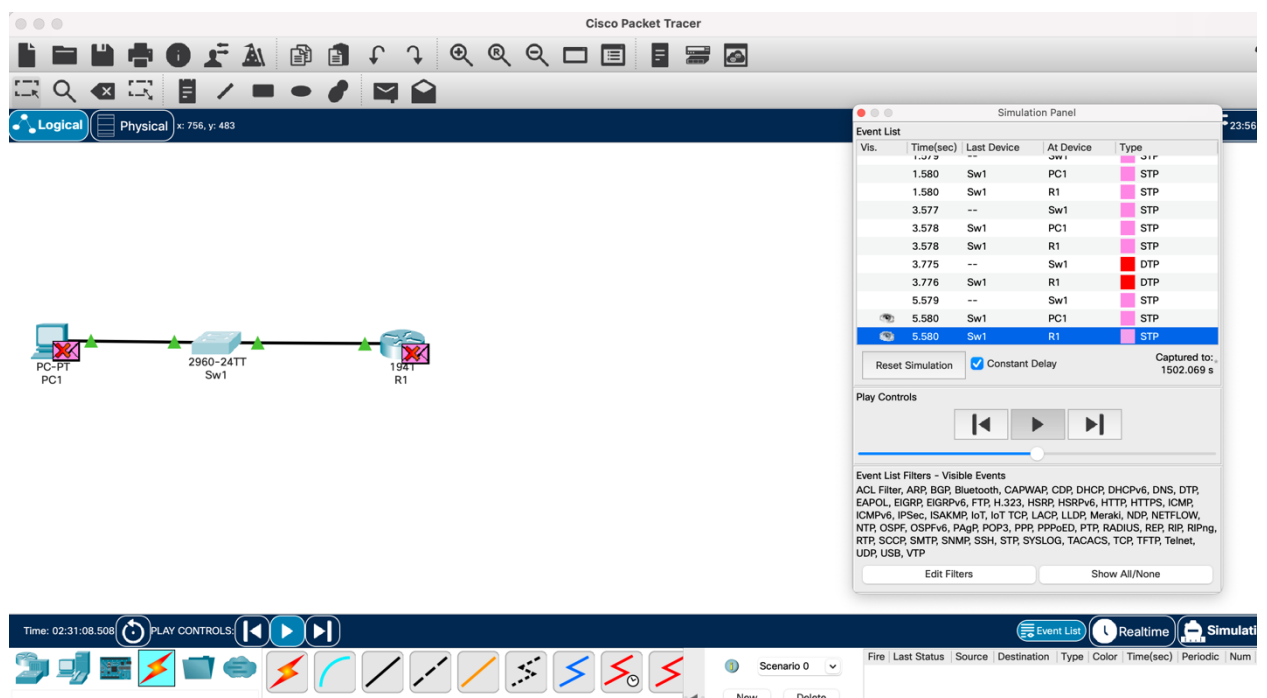 Cisco Packet Tracer
Logical Physical x: 756, y: 483
23:56
Simulation Panel
Event List
Vis. Time(sec) Last Device At Device Type
1.579 -- Sw1 STP
1.580 Sw1 PC1 STP
1.580 Sw1 R1 STP
3.577 -- Sw1 STP
3.578 Sw1 PC1 STP
3.578 Sw1 R1 STP
3.775 -- Sw1 DTP
3.776 Sw1 R1 DTP
5.579 -- Sw1 STP
5.580 Sw1 PC1 STP
5.580 Sw1 R1 STP
Reset Simulation Constant Delay Captured to:
1502.069 s
Play Controls
Event List Filters - Visible Events
ACL Filter, ARP, BGP, Bluetooth, CAPWAP, CDP, DHCP, DHCPv6, DNS, DTP,
EAPOL, EIGRP, EIGRPv6, FTP, H.323, HSRP, HSRPv6, HTTP, HTTPS, ICMP,
ICMPv6, IPSec, ISAKMP, IoT, IoT TCP, LACP, LLDP, Meraki, NDP, NETFLOW,
NTP, OSPF, OSPFv6, PAgP, POP3, PPP, PPPoED, PTP, RADIUS, REP, RIP, RIPng,
RTP, SCCP, SMTP, SNMP, SSH, STP, SYSLOG, TACACS, TCP, TFTP, Telnet,
UDP, USB, VTP
Edit Filters Show All/None
PC-PT
PC1
2960-24TT
Sw1
1941
R1
Time: 02:31:08.508 PLAY CONTROLS: Event List Realtime Simulati
Scenario 0
New Delete
Fire Last Status Source Destination Type Color Time(sec) Periodic Num